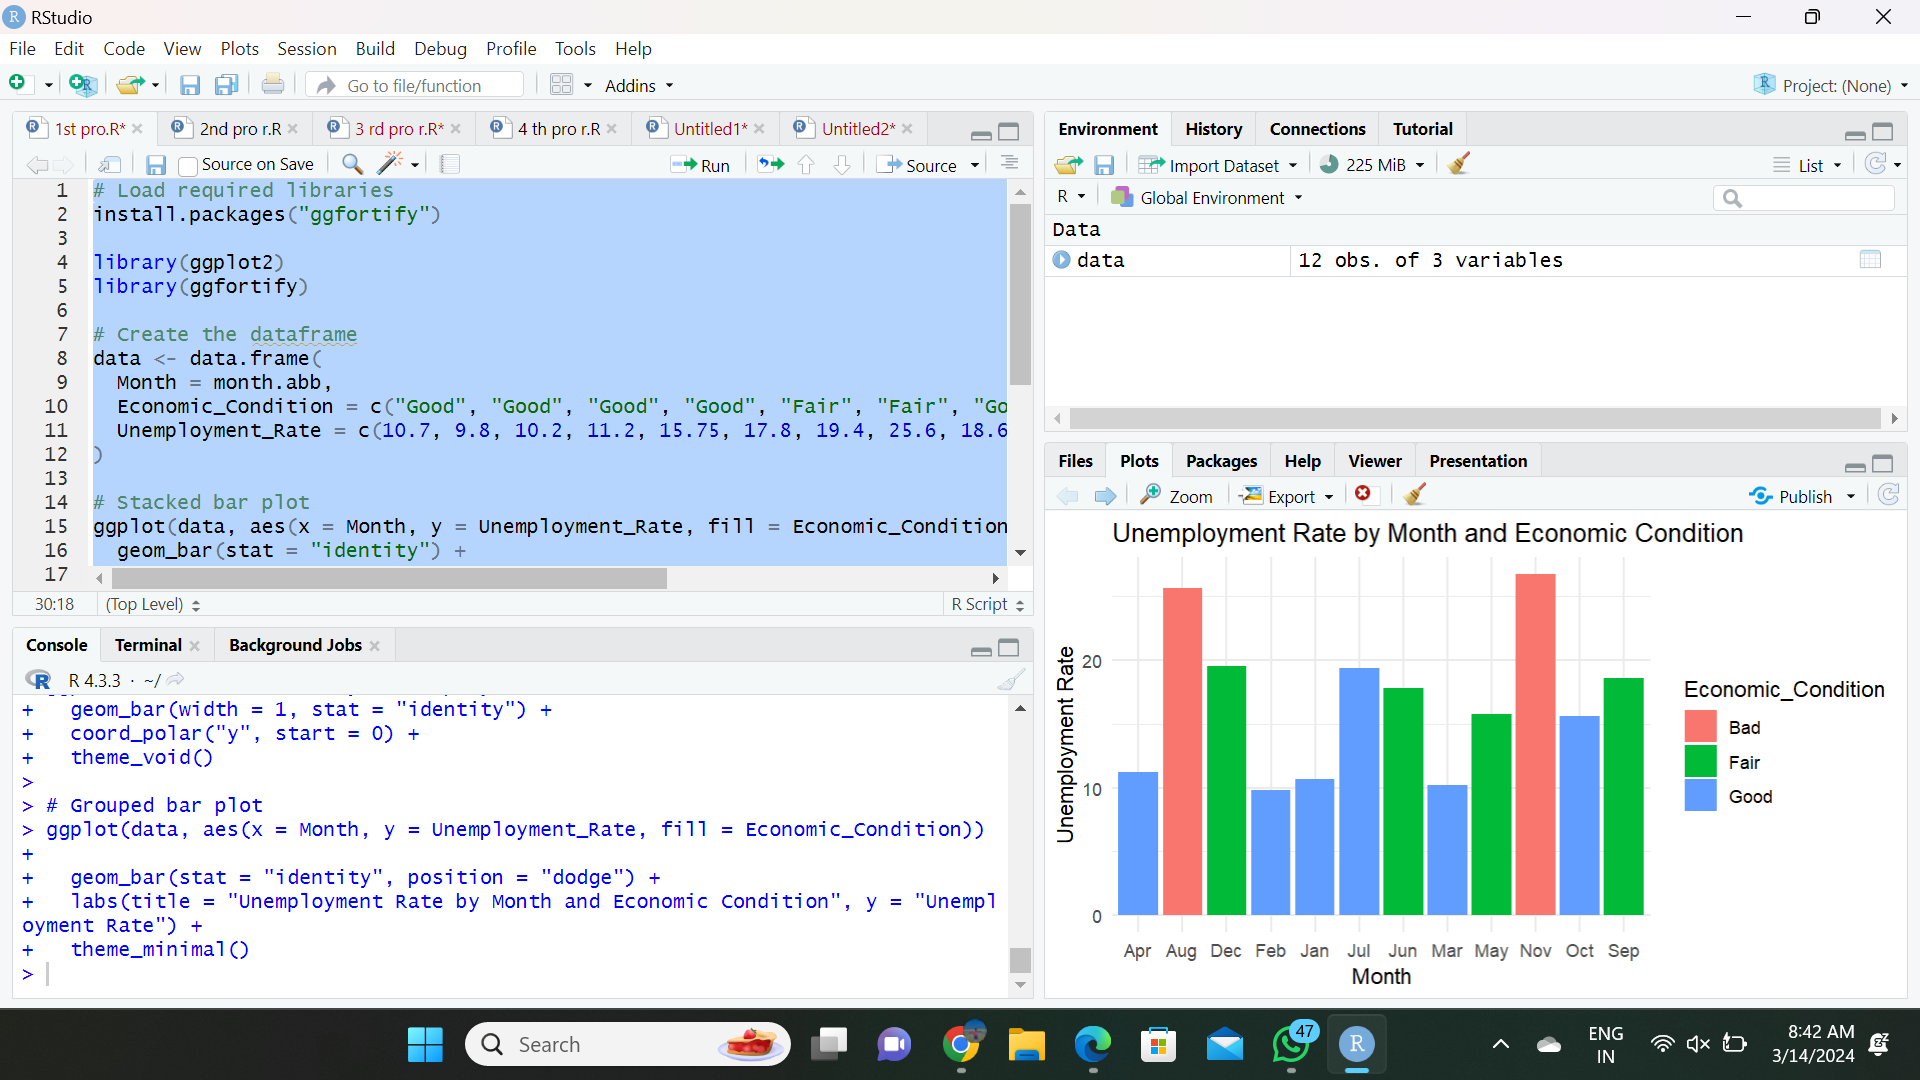 RStudio
File Edit Code View Plots Session Build Debug Profile Tools Help
Go to file/function Addins Project: (None)
1st pro.R* 2nd pro r.R 3 rd pro r.R* 4 th pro r.R Untitled1* Untitled2*
Source on Save Run Source
1 # Load required libraries
2 install.packages("ggfortify")
3
4 library(ggplot2)
5 library(ggfortify)
6
7 # Create the dataframe
8 data <- data.frame(
9 Month = month.abb,
10 Economic_Condition = c("Good", "Good", "Good", "Good", "Fair", "Fair", "Go
11 Unemployment_Rate = c(10.7, 9.8, 10.2, 11.2, 15.75, 17.8, 19.4, 25.6, 18.6
12 )
13
14 # Stacked bar plot
15 ggplot(data, aes(x = Month, y = Unemployment_Rate, fill = Economic_Condition
16 geom_bar(stat = "identity") +
17
30:18 (Top Level) R Script
Console Terminal Background Jobs
R 4.3.3 · ~/
+ geom_bar(width = 1, stat = "identity") +
+ coord_polar("y", start = 0) +
+ theme_void()
>
> # Grouped bar plot
> ggplot(data, aes(x = Month, y = Unemployment_Rate, fill = Economic_Condition))
+
+ geom_bar(stat = "identity", position = "dodge") +
+ labs(title = "Unemployment Rate by Month and Economic Condition", y = "Unempl
oyment Rate") +
+ theme_minimal()
>
Environment History Connections Tutorial
Import Dataset 225 MiB List
R Global Environment
Data
data 12 obs. of 3 variables
Files Plots Packages Help Viewer Presentation
Zoom Export Publish
Unemployment Rate by Month and Economic Condition
Unemployment Rate
20
10
0
Apr Aug Dec Feb Jan Jul Jun Mar May Nov Oct Sep
Month
Economic_Condition
Bad
Fair
Good
Search
47
R
ENG
IN
8:42 AM
3/14/2024